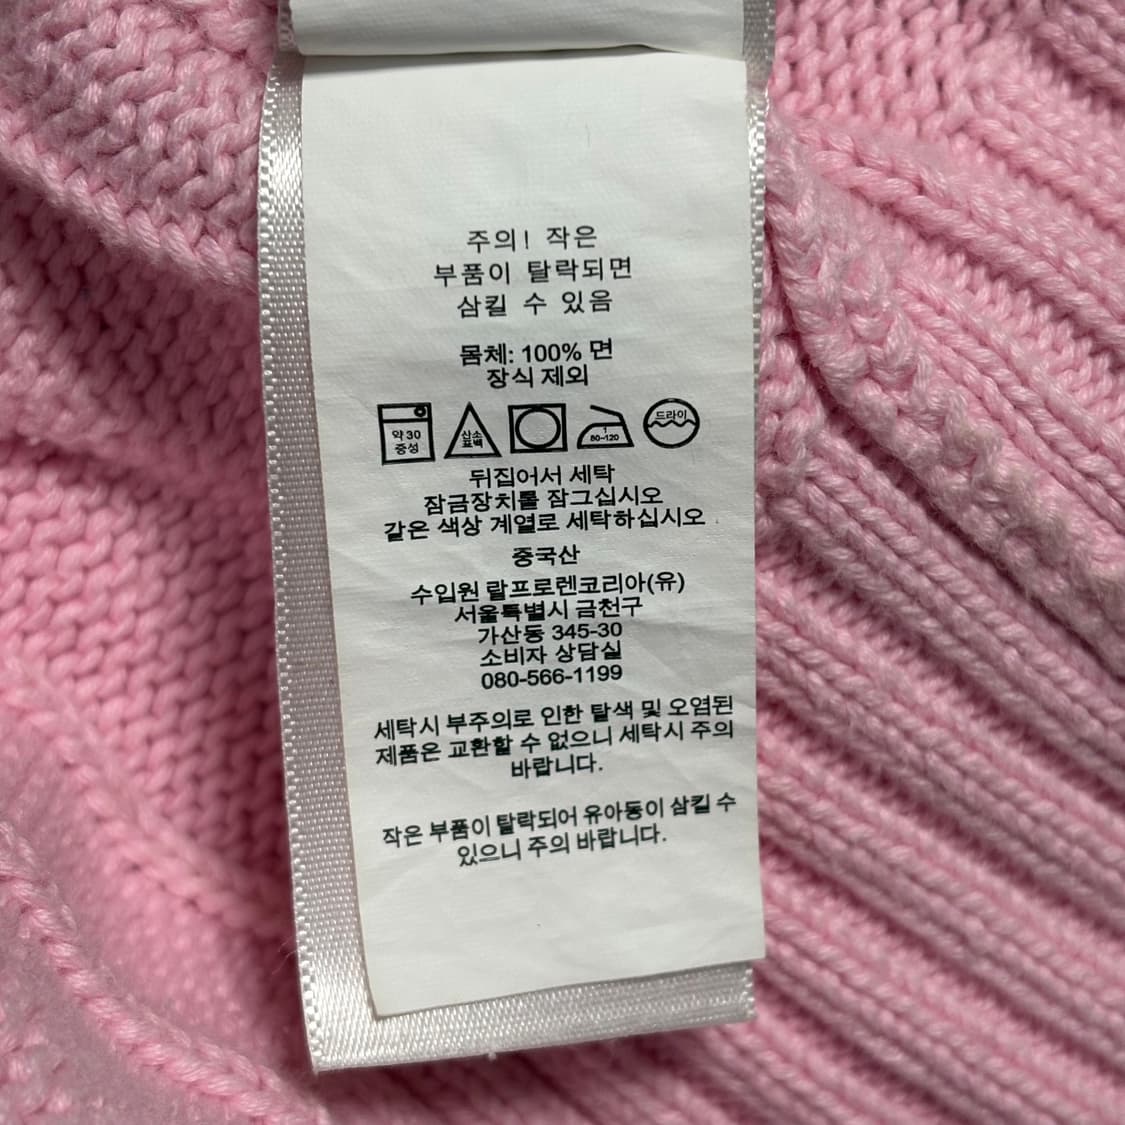 주의! 작은
부품이 탈락되면
삼킬 수 있음
몸체: 100% 면
장식 제외
약 30
중성
산소
표백
1
80~120
드라이
뒤집어서 세탁
잠금장치를 잠그십시오
같은 색상 계열로 세탁하십시오
중국산
수입원 랄프로렌코리아(유)
서울특별시 금천구
가산동 345-30
소비자 상담실
080-566-1199
세탁시 부주의로 인한 탈색 및 오염된
제품은 교환할 수 없으니 세탁시 주의
바랍니다.
작은 부품이 탈락되어 유아동이 삼킬 수
있으니 주의 바랍니다.